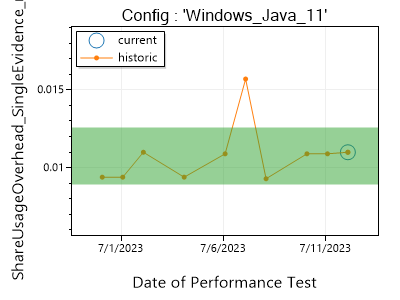 Config : 'Windows_Java_11'
current
historic
0.015
0.01
7/1/2023
7/6/2023
7/11/2023
Date of Performance Test
ShareUsageOverhead_SingleEvidence_